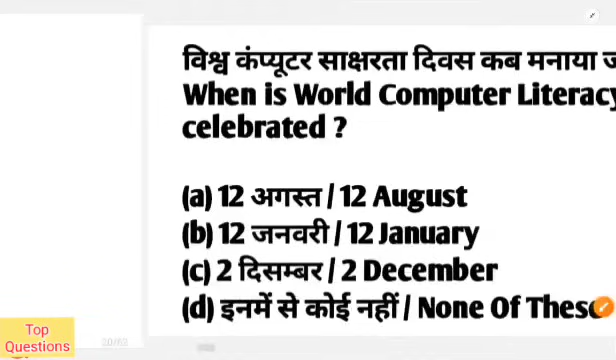 विश्व कंप्यूटर साक्षरता दिवस कब मनाया
When is World Computer Literacy
celebrated ?
(a) 12 अगस्त / 12 August
(b) 12 जनवरी / 12 January
(c) 2 दिसम्बर / 2 December
(d) इनमें से कोई नहीं / None Of These
Top
Questions